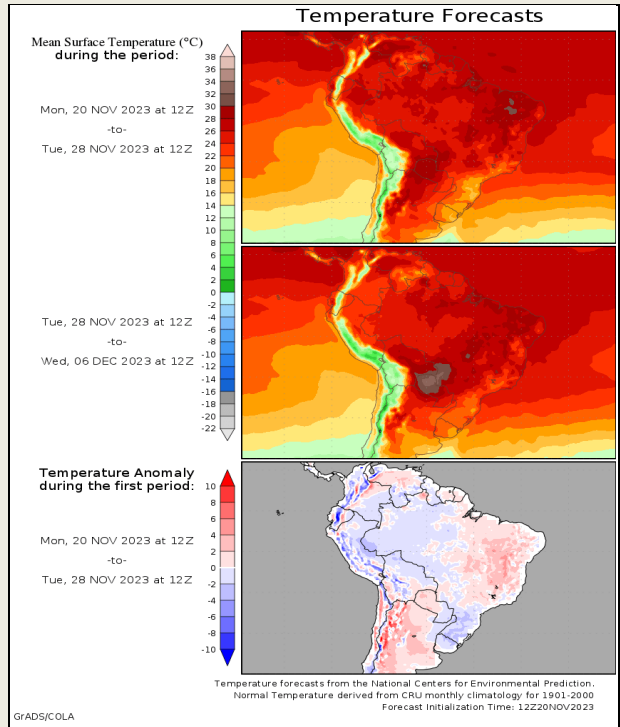 Temperature Forecasts
Mean Surface Temperature (°C)
during the period:
38
36
34
32
30
28
26
24
22
20
18
16
14
12
10
8
6
4
2
0
-2
-4
-6
-8
-10
-12
-14
-16
-18
-20
-22
Mon, 20 NOV 2023 at 12Z
-to-
Tue, 28 NOV 2023 at 12Z
Tue, 28 NOV 2023 at 12Z
-to-
Wed, 06 DEC 2023 at 12Z
Temperature Anomaly
during the first period:
10
8
6
4
2
0
-2
-4
-6
-8
-10
Mon, 20 NOV 2023 at 12Z
-to-
Tue, 28 NOV 2023 at 12Z
Temperature forecasts from the National Centers for Environmental Prediction.
Normal Temperature derived from CRU monthly climatology for 1901-2000
Forecast Initialization Time: 12Z20NOV2023
GrADS/COLA